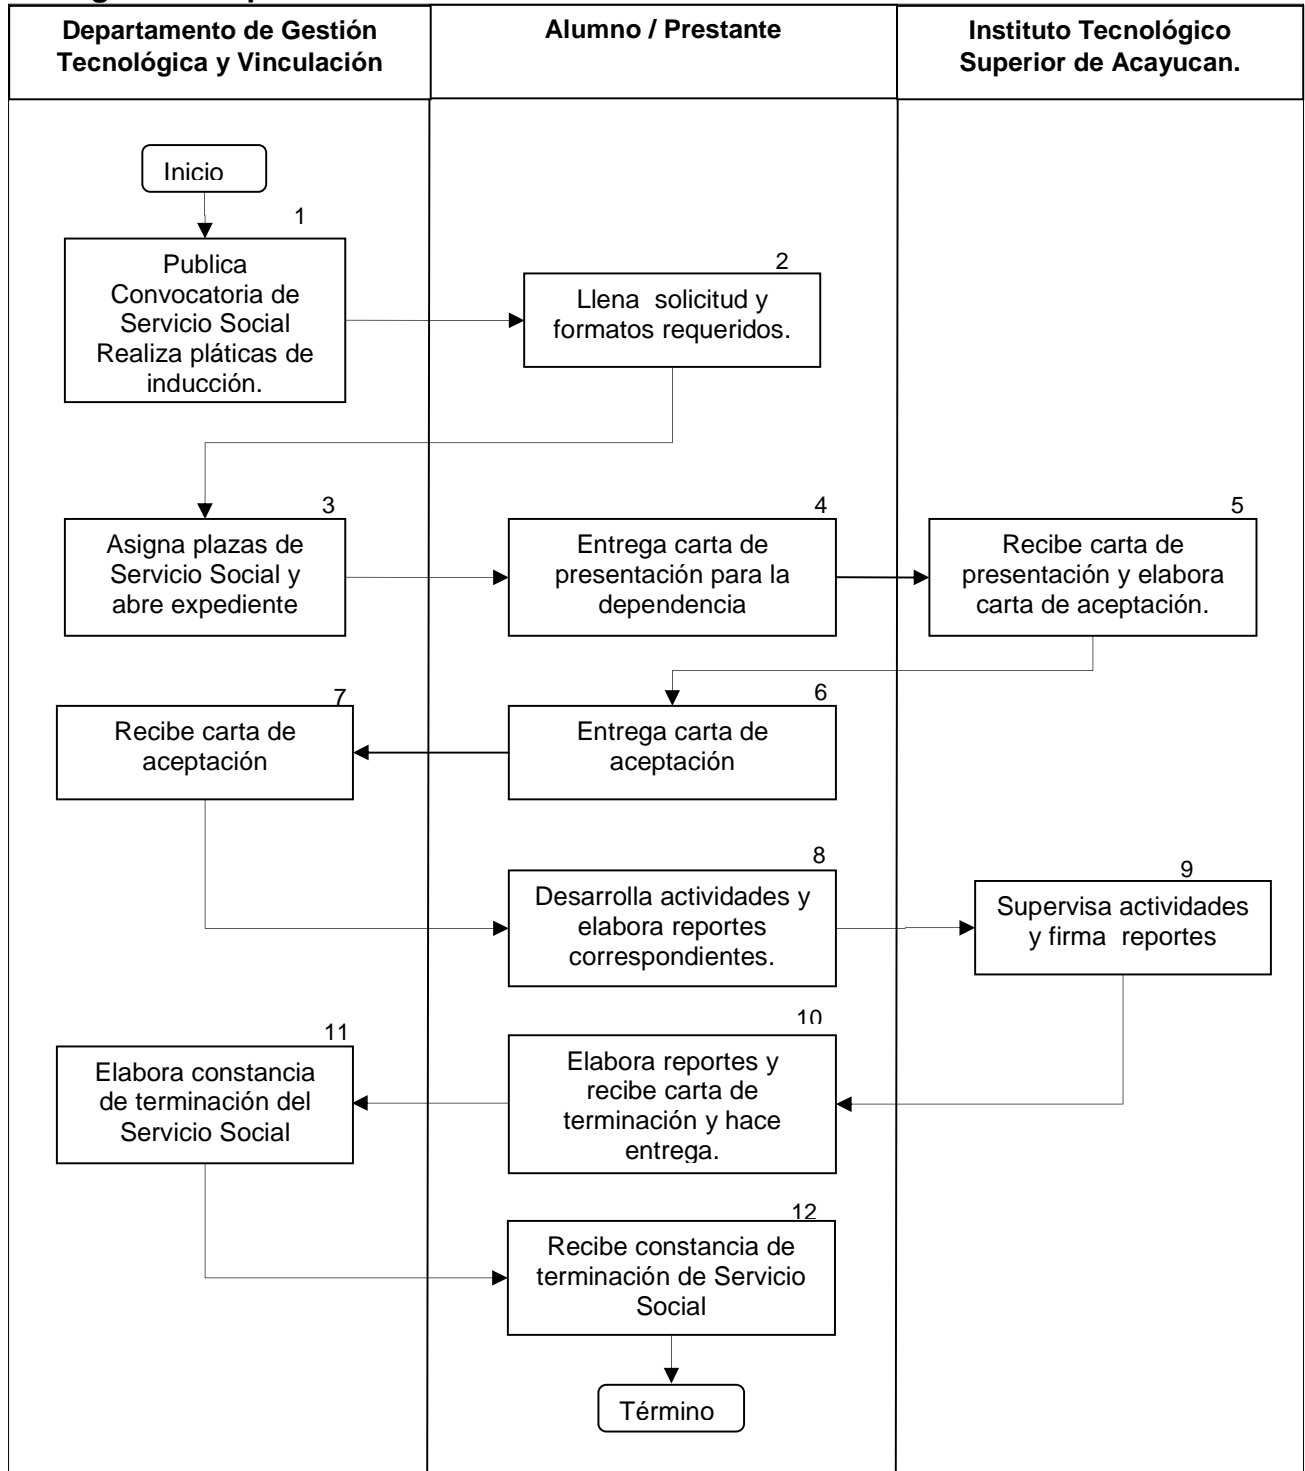 Departamento de Gestión
Tecnológica y Vinculación
Alumno / Prestante
Instituto Tecnológico
Superior de Acayucan.
Inicio
1
Publica
Convocatoria de
Servicio Social
Realiza pláticas de
inducción.
2
Llena solicitud y
formatos requeridos.
3
Asigna plazas de
Servicio Social y
abre expediente
4
Entrega carta de
presentación para la
dependencia
5
Recibe carta de
presentación y elabora
carta de aceptación.
6
Entrega carta de
aceptación
7
Recibe carta de
aceptación
8
Desarrolla actividades y
elabora reportes
correspondientes.
9
Supervisa actividades
y firma reportes
10
Elabora reportes y
recibe carta de
terminación y hace
entrega.
11
Elabora constancia
de terminación del
Servicio Social
12
Recibe constancia de
terminación de Servicio
Social
Término